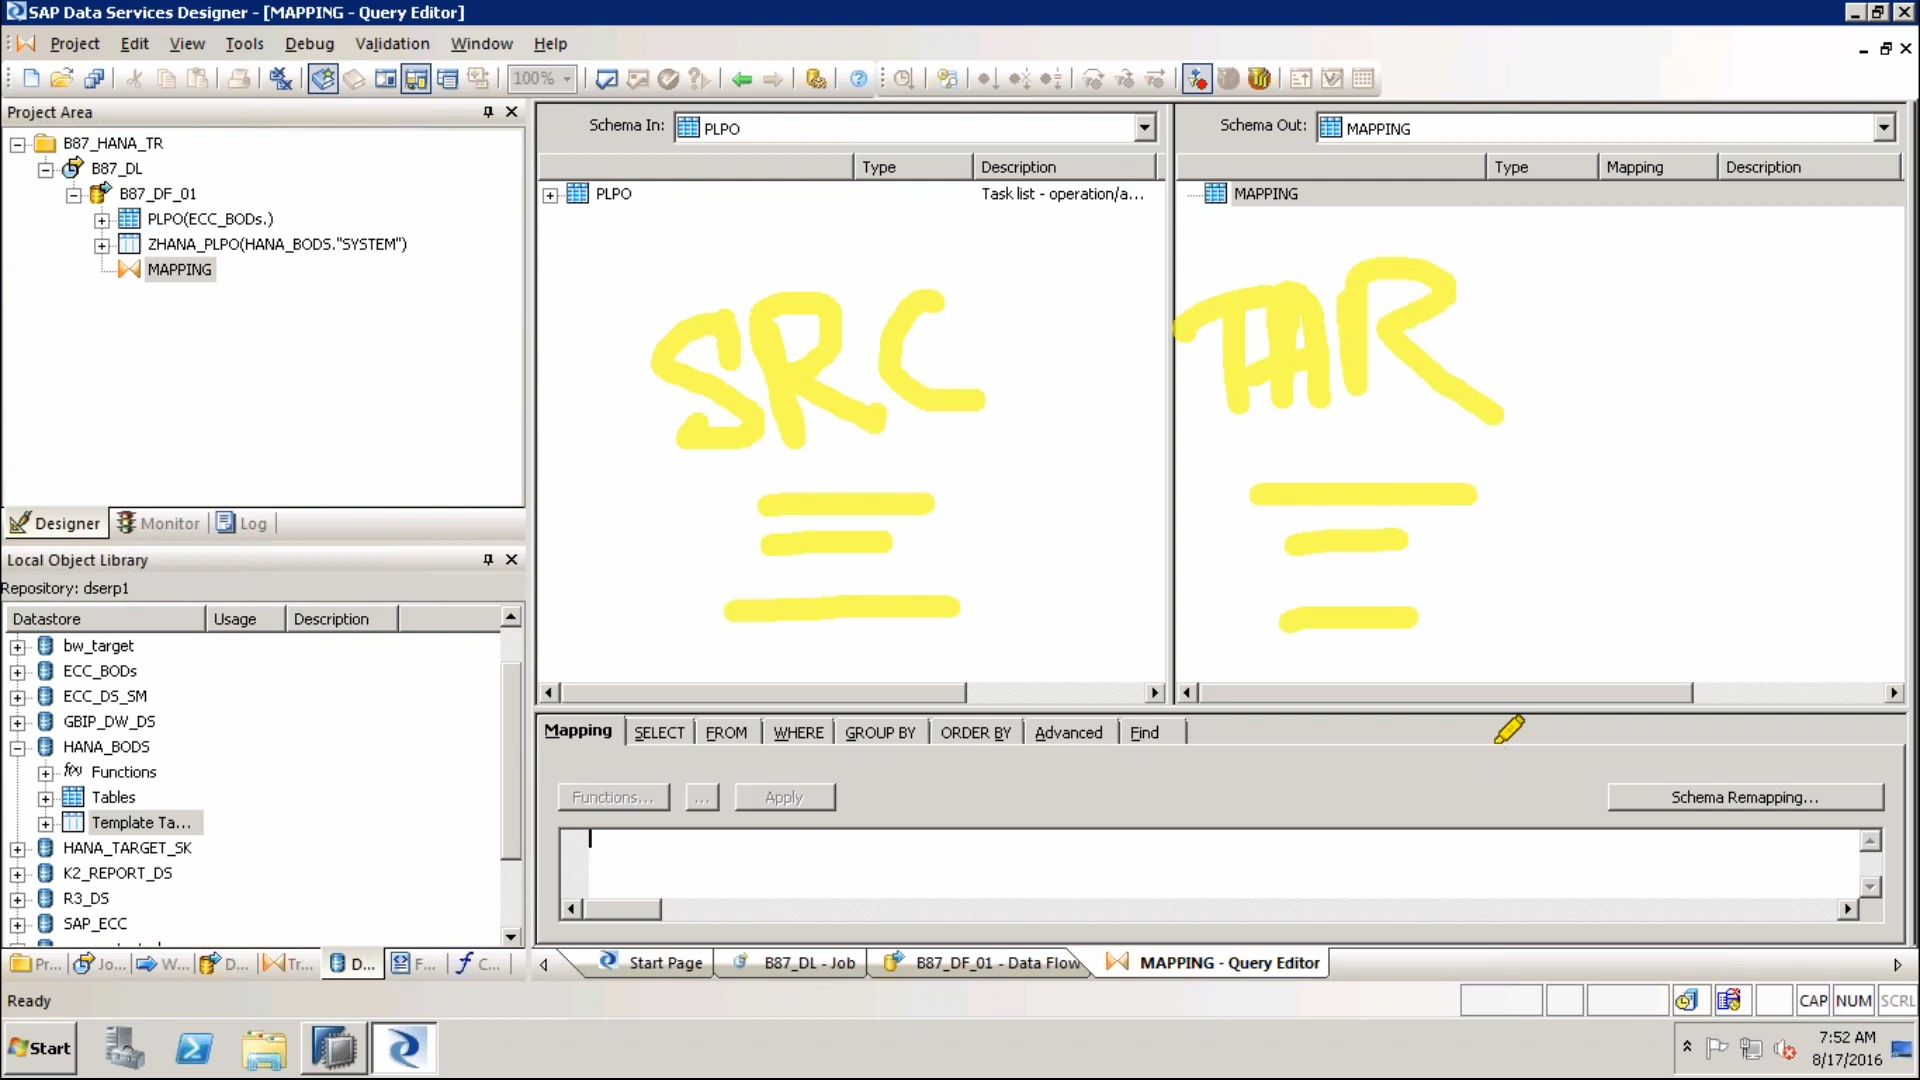 SAP Data Services Designer - [MAPPING - Query Editor]
Project Edit View Tools Debug Validation Window Help
100%
Project Area
B87_HANA_TR
B87_DL
B87_DF_01
PLPO(ECC_BODs.)
ZHANA_PLPO(HANA_BODS."SYSTEM")
MAPPING
Designer Monitor Log
Local Object Library
Repository: dserp1
Datastore Usage Description
bw_target
ECC_BODs
ECC_DS_SM
GBIP_DW_DS
HANA_BODS
Functions
Tables
Template Ta...
HANA_TARGET_SK
K2_REPORT_DS
R3_DS
SAP_ECC
Pr... Jo... W... D... Tr... D... F... C...
Schema In: PLPO
Type Description
PLPO Task list - operation/a...
SRC
Schema Out: MAPPING
Type Mapping Description
MAPPING
TAR
Mapping SELECT FROM WHERE GROUP BY ORDER BY Advanced Find
Functions... ... Apply Schema Remapping...
Start Page B87_DL - Job B87_DF_01 - Data Flow MAPPING - Query Editor
Ready CAP NUM SCRL
Start
7:52 AM
8/17/2016